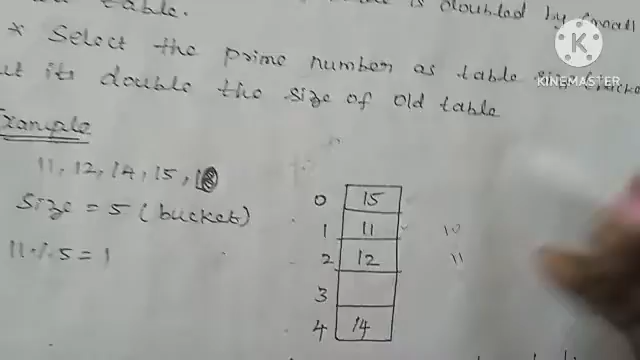 table.
is doubled by small
* Select the prime number as table
its double the size of old table
Example
11, 12, 14, 15,
Size = 5 (bucket)
11 % 5 = 1
0 15
1 11 10
2 12 11
3
4 14
K
KINEMASTER